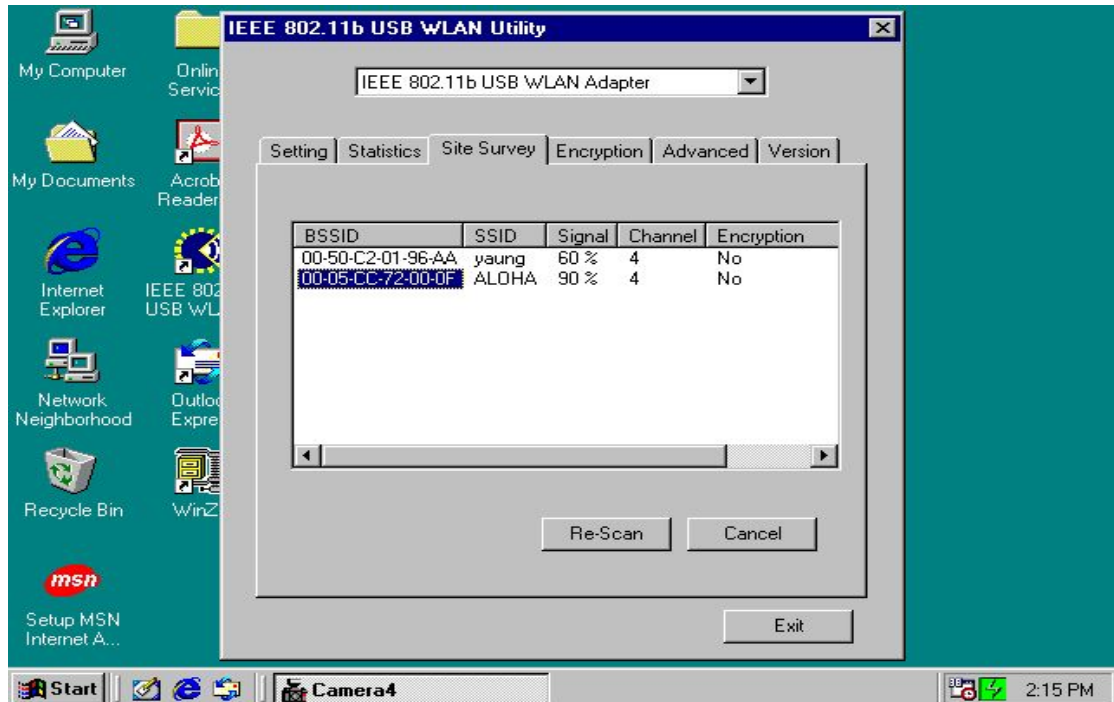 My Computer
Onlin
Servic
My Documents
Acrob
Reader
Internet
Explorer
IEEE 802
USB WL
Network
Neighborhood
Outloo
Expre
Recycle Bin
WinZ
msn
Setup MSN
Internet A...
IEEE 802.11b USB WLAN Utility
IEEE 802.11b USB WLAN Adapter
Setting Statistics Site Survey Encryption Advanced Version
BSSID SSID Signal Channel Encryption
00-50-C2-01-96-AA yaung 60 % 4 No
00-05-CC-72-00-0F ALOHA 90 % 4 No
Re-Scan Cancel
Exit
Start Camera4 2:15 PM